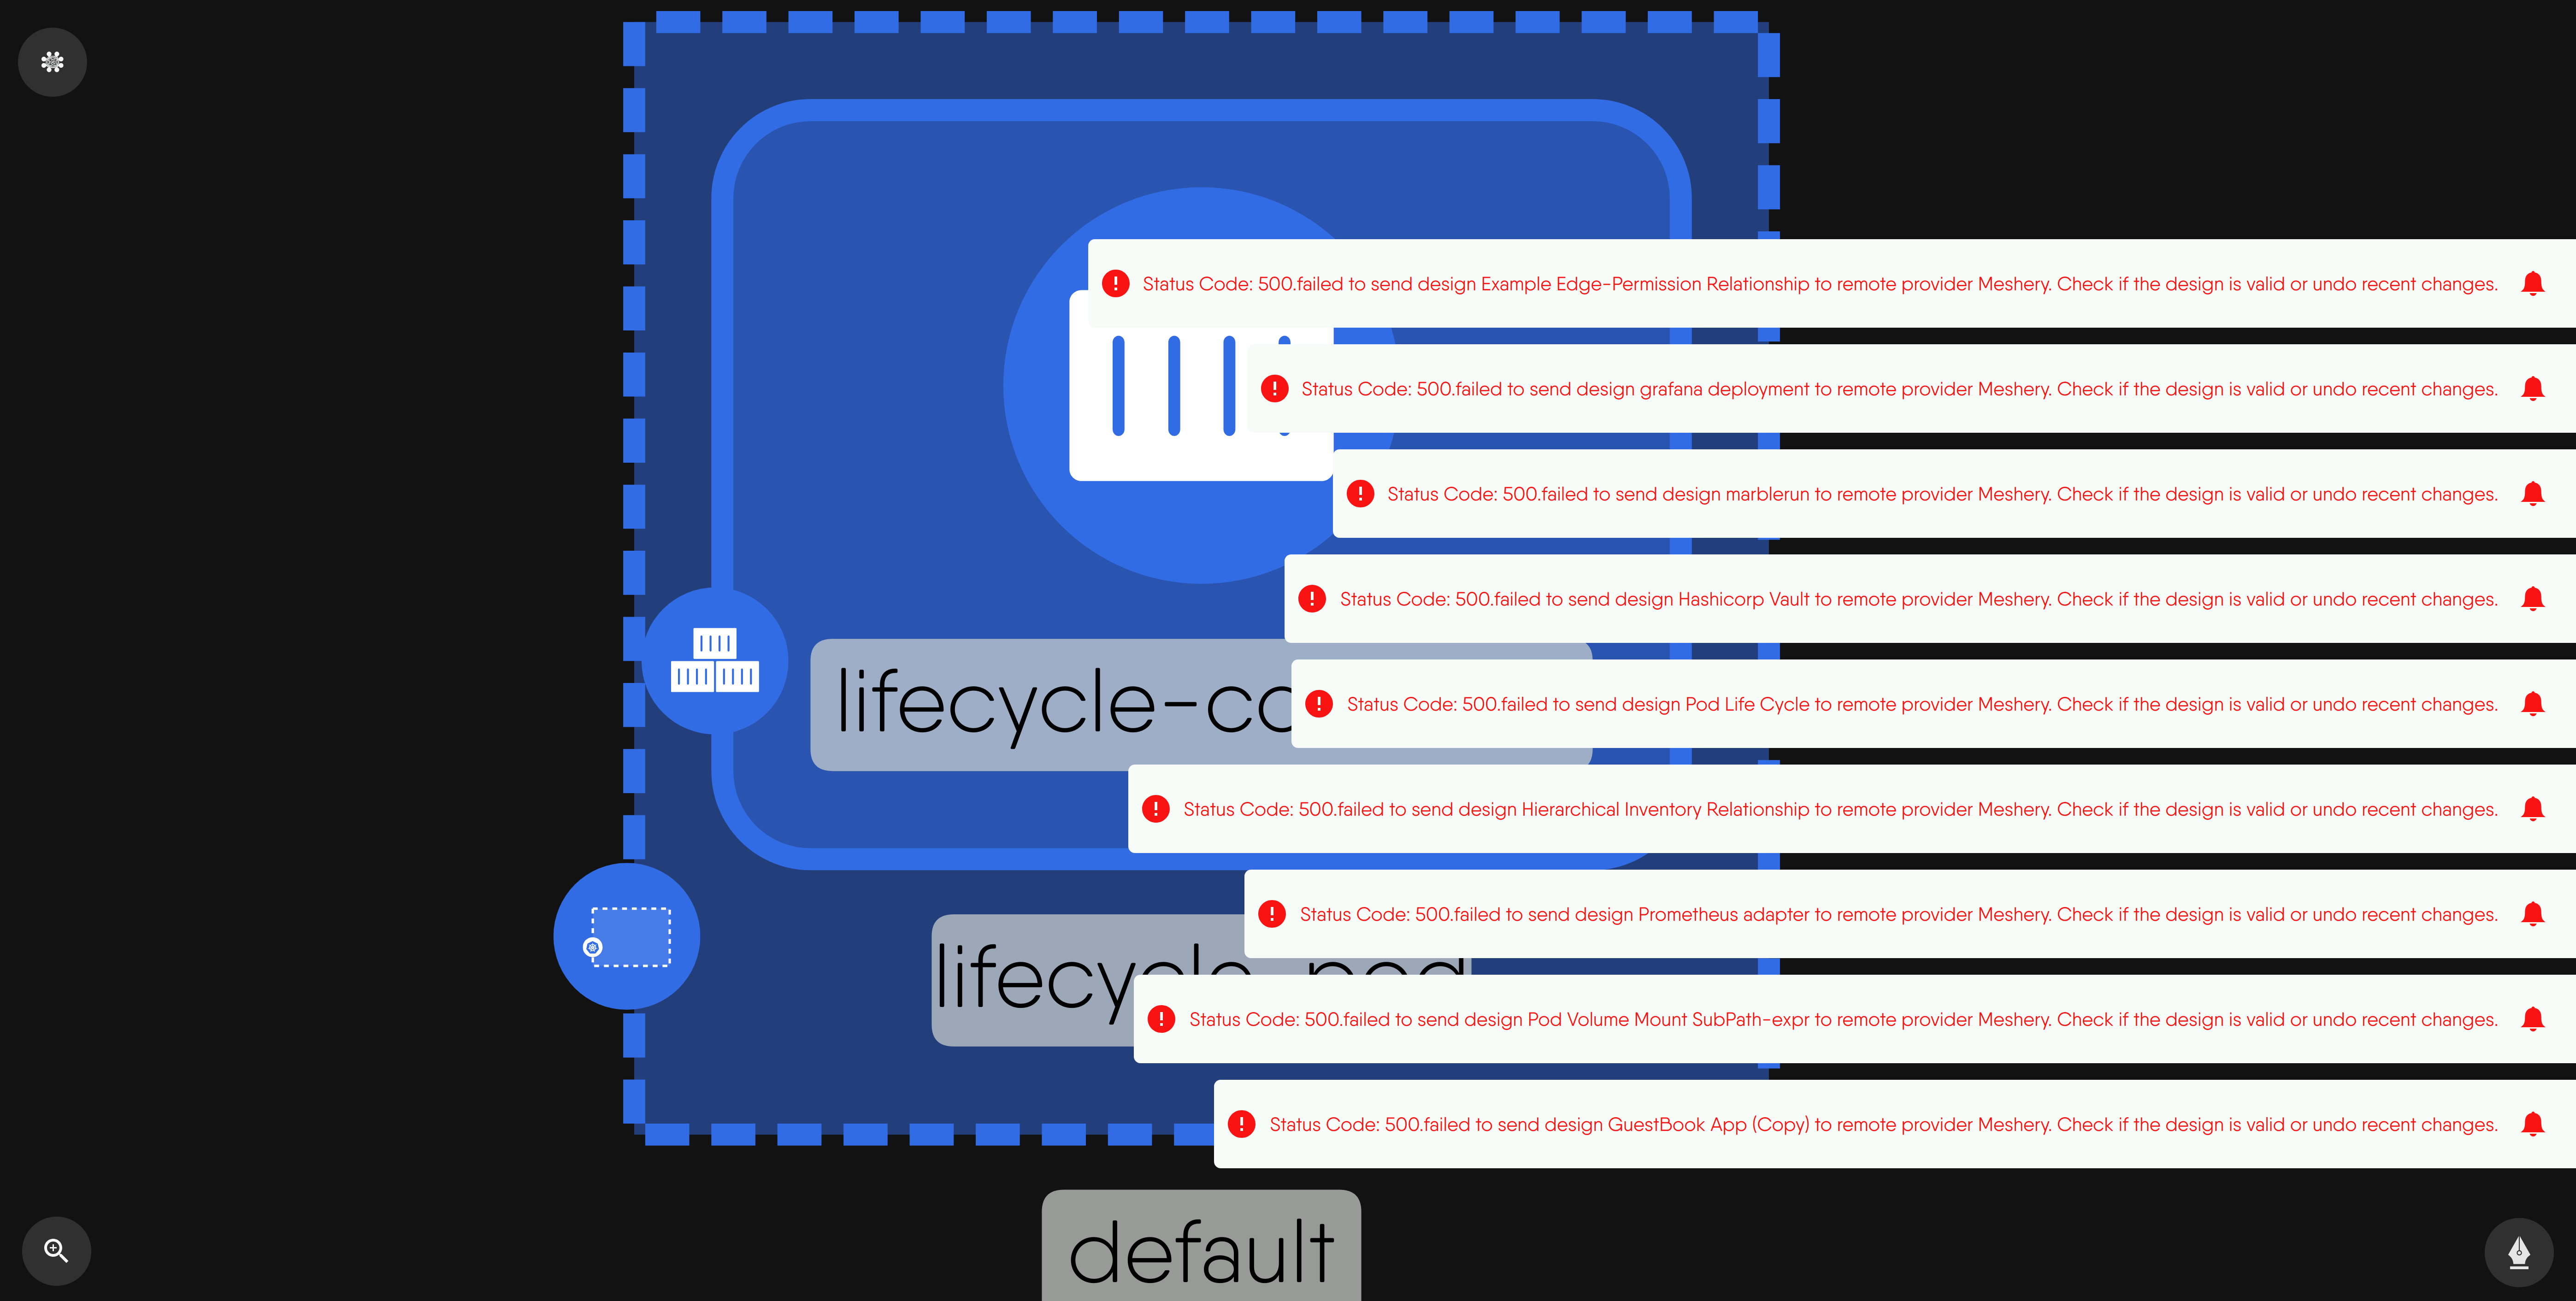 Status Code: 500.failed to send design Example Edge-Permission Relationship to remote provider Meshery. Check if the design is valid or undo recent changes.
Status Code: 500.failed to send design grafana deployment to remote provider Meshery. Check if the design is valid or undo recent changes.
Status Code: 500.failed to send design marblerun to remote provider Meshery. Check if the design is valid or undo recent changes.
Status Code: 500.failed to send design Hashicorp Vault to remote provider Meshery. Check if the design is valid or undo recent changes.
lifecycle-co
Status Code: 500.failed to send design Pod Life Cycle to remote provider Meshery. Check if the design is valid or undo recent changes.
Status Code: 500.failed to send design Hierarchical Inventory Relationship to remote provider Meshery. Check if the design is valid or undo recent changes.
Status Code: 500.failed to send design Prometheus adapter to remote provider Meshery. Check if the design is valid or undo recent changes.
lifecycle-pod
Status Code: 500.failed to send design Pod Volume Mount SubPath-expr to remote provider Meshery. Check if the design is valid or undo recent changes.
Status Code: 500.failed to send design GuestBook App (Copy) to remote provider Meshery. Check if the design is valid or undo recent changes.
default